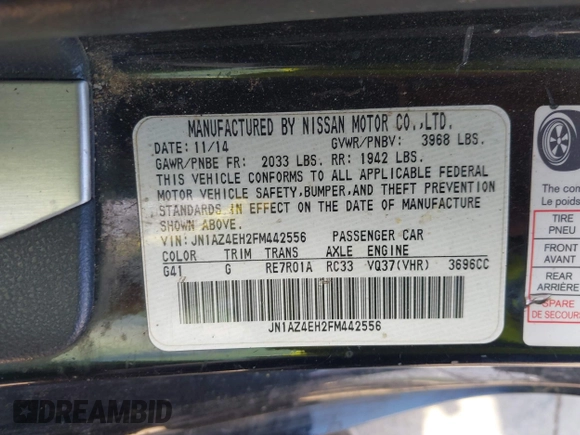 MANUFACTURED BY NISSAN MOTOR CO.,LTD.
DATE: 11/14 GVWR/PNBV: 3968 LBS.
GAWR/PNBE FR: 2033 LBS. RR: 1942 LBS.
THIS VEHICLE CONFORMS TO ALL APPLICABLE FEDERAL
MOTOR VEHICLE SAFETY,BUMPER,AND THEFT PREVENTION
STANDARDS IN EFFECT ON THE DATE OF MANUFACTURE
SHOWN ABOVE.
VIN: JN1AZ4EH2FM442556 PASSENGER CAR
COLOR TRIM TRANS AXLE ENGINE
G41 G RE7R01A RC33 VQ37(VHR) 3696CC
JN1AZ4EH2FM442556
The com
Le poids
TIRE
PNEU
FRONT
AVANT
REAR
ARRIÈRE
SPARE
DE SECOURS
DREAMBID